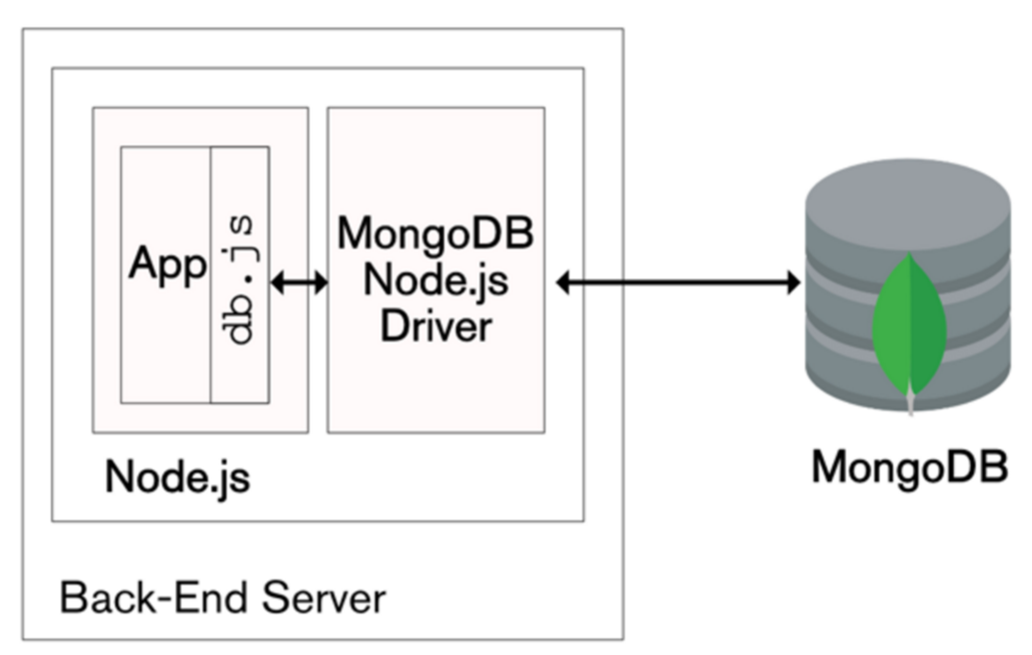 App
db.js
MongoDB
Node.js
Driver
Node.js
Back-End Server
MongoDB